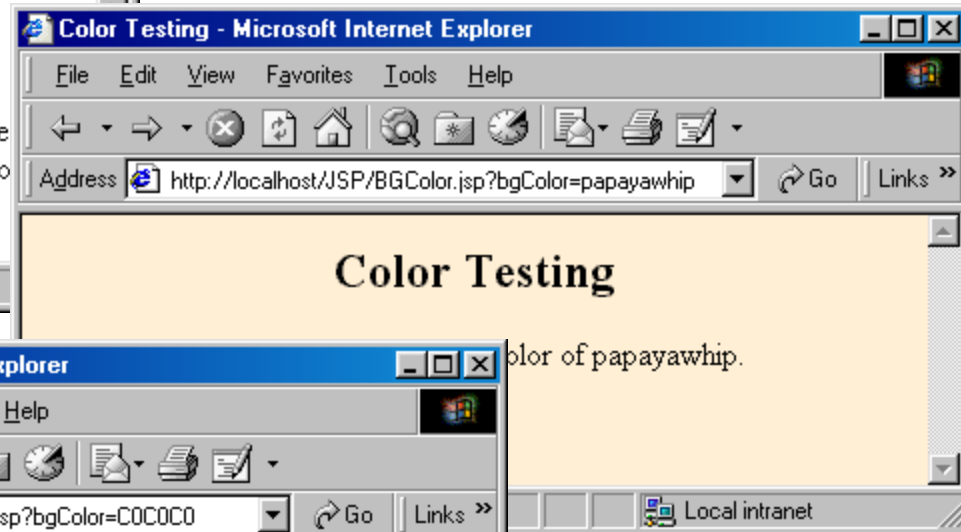 Color Testing - Microsoft Internet Explorer
File Edit View Favorites Tools Help
Address http://localhost/JSP/BGColor.jsp?bgColor=papayawhip Go Links »
Color Testing
olor of papayawhip.
xplorer
Help
sp?bgColor=C0C0C0 Go Links »
Local intranet